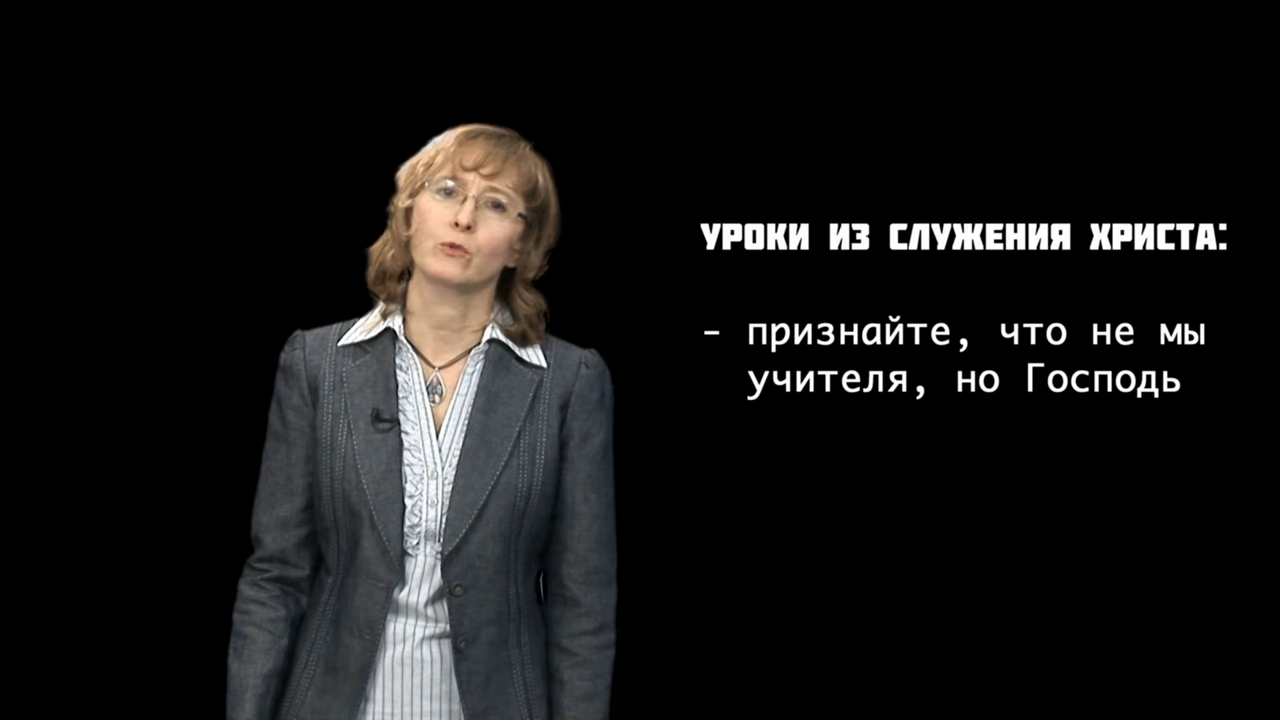 УРОКИ ИЗ СЛУЖЕНИЯ ХРИСТА:
- признайте, что не мы
учителя, но Господь